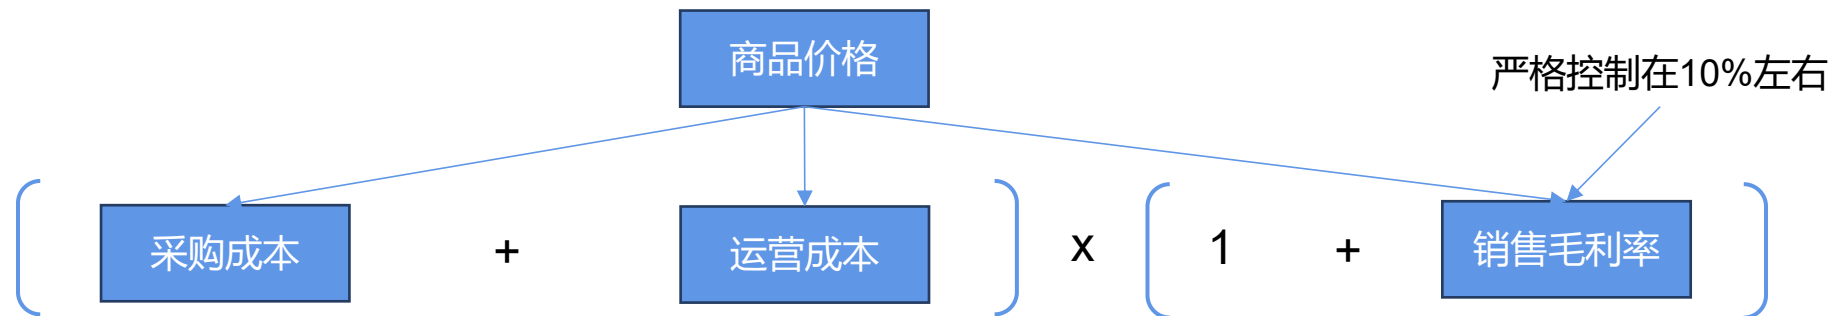 商品价格
严格控制在10%左右
采购成本 + 运营成本 x 1 + 销售毛利率